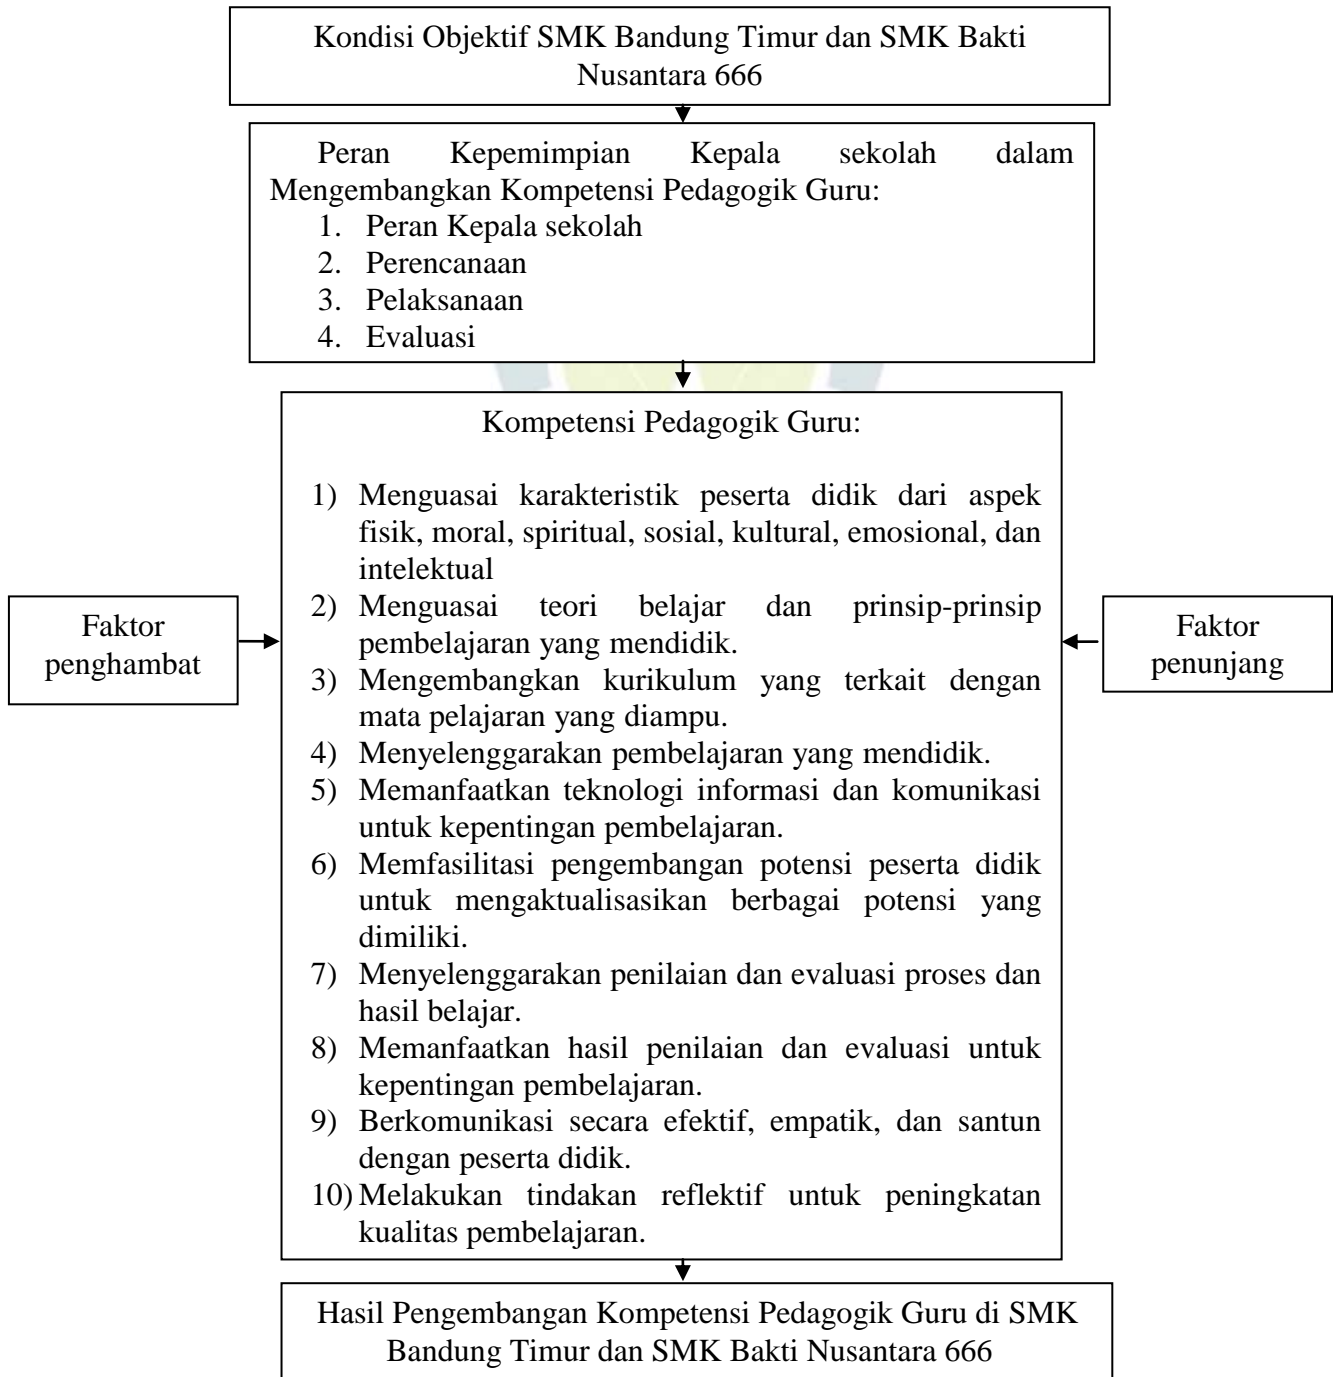 Kondisi Objektif SMK Bandung Timur dan SMK Bakti
Nusantara 666
Peran Kepemimpian Kepala sekolah dalam
Mengembangkan Kompetensi Pedagogik Guru:
1. Peran Kepala sekolah
2. Perencanaan
3. Pelaksanaan
4. Evaluasi
Kompetensi Pedagogik Guru:
1) Menguasai karakteristik peserta didik dari aspek
fisik, moral, spiritual, sosial, kultural, emosional, dan
intelektual
2) Menguasai teori belajar dan prinsip-prinsip
pembelajaran yang mendidik.
3) Mengembangkan kurikulum yang terkait dengan
mata pelajaran yang diampu.
4) Menyelenggarakan pembelajaran yang mendidik.
5) Memanfaatkan teknologi informasi dan komunikasi
untuk kepentingan pembelajaran.
6) Memfasilitasi pengembangan potensi peserta didik
untuk mengaktualisasikan berbagai potensi yang
dimiliki.
7) Menyelenggarakan penilaian dan evaluasi proses dan
hasil belajar.
8) Memanfaatkan hasil penilaian dan evaluasi untuk
kepentingan pembelajaran.
9) Berkomunikasi secara efektif, empatik, dan santun
dengan peserta didik.
10) Melakukan tindakan reflektif untuk peningkatan
kualitas pembelajaran.
Faktor
penghambat
Faktor
penunjang
Hasil Pengembangan Kompetensi Pedagogik Guru di SMK
Bandung Timur dan SMK Bakti Nusantara 666